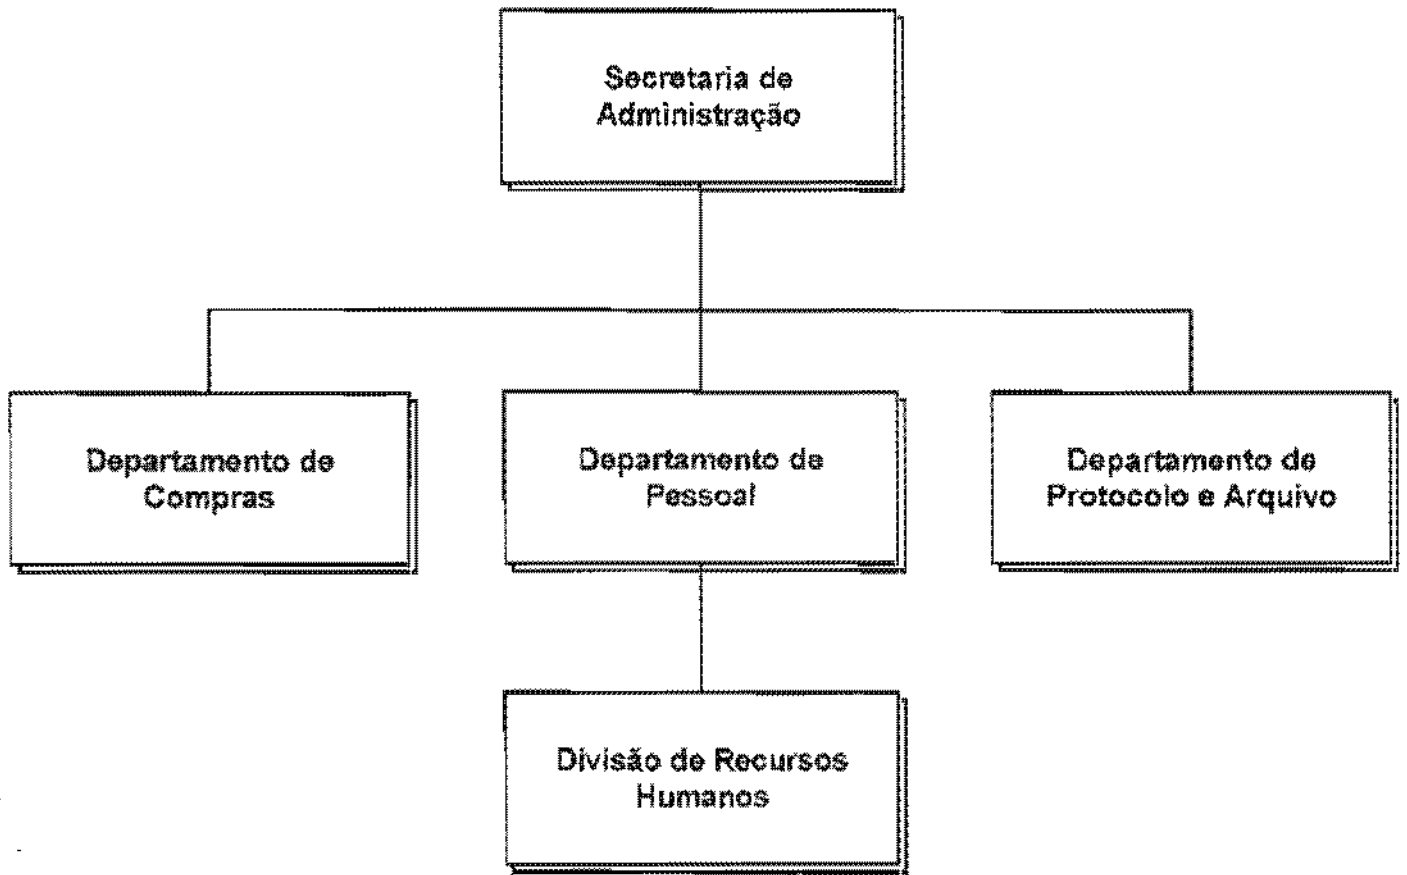 Secretaria de
Administração
Departamento de
Compras
Departamento de
Pessoal
Departamento de
Protocolo e Arquivo
Divisão de Recursos
Humanos